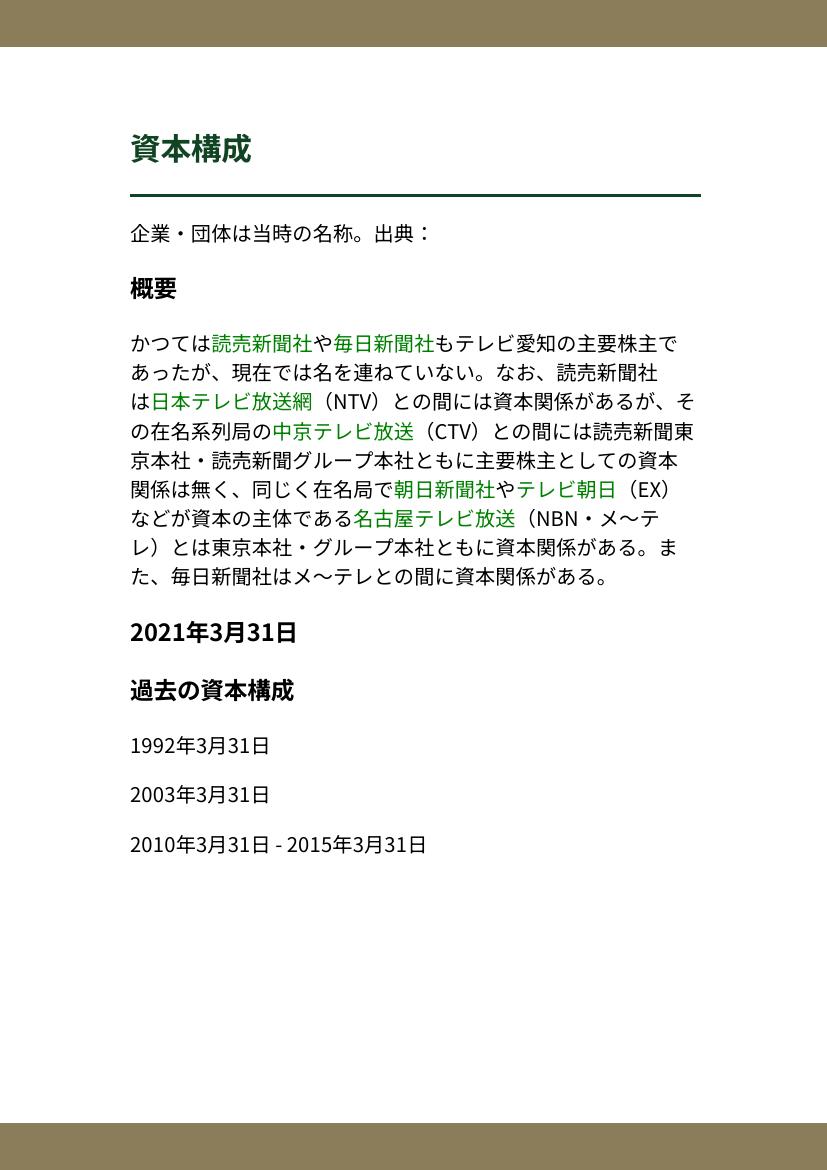 資本構成
企業・団体は当時の名称。出典：
概要
かつては読売新聞社や毎日新聞社もテレビ愛知の主要株主で
あったが、現在では名を連ねていない。なお、読売新聞社
は日本テレビ放送網（NTV）との間には資本関係があるが、そ
の在名系列局の中京テレビ放送（CTV）との間には読売新聞東
京本社・読売新聞グループ本社ともに主要株主としての資本
関係は無く、同じく在名局で朝日新聞社やテレビ朝日（EX）
などが資本の主体である名古屋テレビ放送（NBN・メ〜テ
レ）とは東京本社・グループ本社ともに資本関係がある。ま
た、毎日新聞社はメ〜テレとの間に資本関係がある。
2021年3月31日
過去の資本構成
1992年3月31日
2003年3月31日
2010年3月31日 - 2015年3月31日